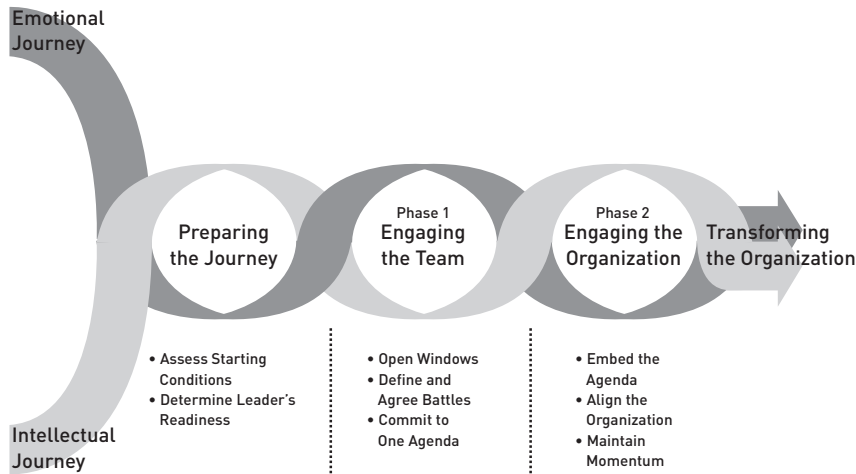 Emotional
Journey
Preparing
the Journey
Phase 1
Engaging
the Team
Phase 2
Engaging the
Organization
Transforming
the Organization
• Assess Starting
Conditions
• Determine Leader’s
Readiness
• Open Windows
• Define and
Agree Battles
• Commit to
One Agenda
• Embed the
Agenda
• Align the
Organization
• Maintain
Momentum
Intellectual
Journey